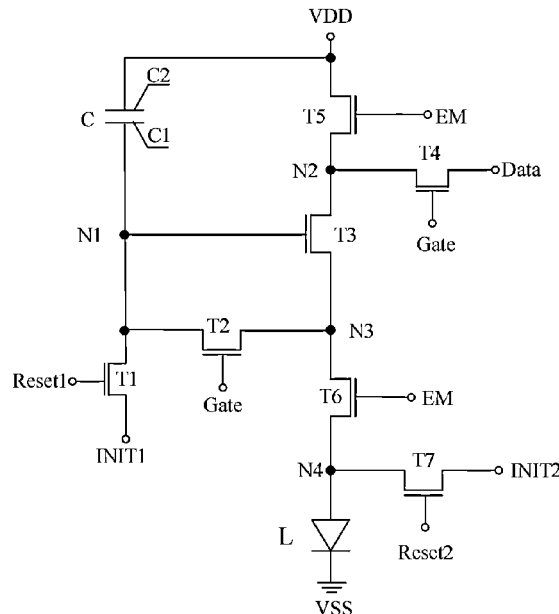 VDD
C2
C
C1
T5
EM
T4
N2
Data
N1
T3
Gate
T2
N3
Reset1
T1
T6
EM
Gate
INIT1
N4
T7
INIT2
L
Reset2
VSS